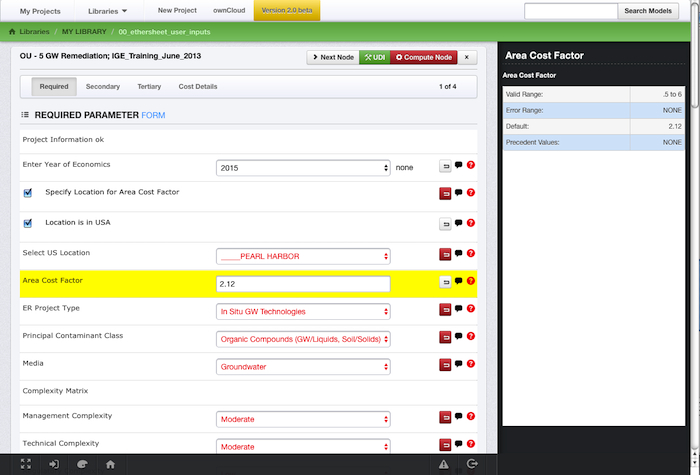 My Projects Libraries New Project ownCloud Version 2.0 beta Search Models
Libraries / MY LIBRARY / 00_ethersheet_user_inputs
OU - 5 GW Remediation; IGE_Training_June_2013
Next Node UDI Compute Node x
Required Secondary Tertiary Cost Details 1 of 4
REQUIRED PARAMETER FORM
Project Information ok
Enter Year of Economics 2015 none
Specify Location for Area Cost Factor
Location is in USA
Select US Location _____PEARL HARBOR
Area Cost Factor 2.12
ER Project Type In Situ GW Technologies
Principal Contaminant Class Organic Compounds (GW/Liquids, Soil/Solids)
Media Groundwater
Complexity Matrix
Management Complexity Moderate
Technical Complexity Moderate
Area Cost Factor
Area Cost Factor
Valid Range: .5 to 6
Error Range: NONE
Default: 2.12
Precedent Values: NONE